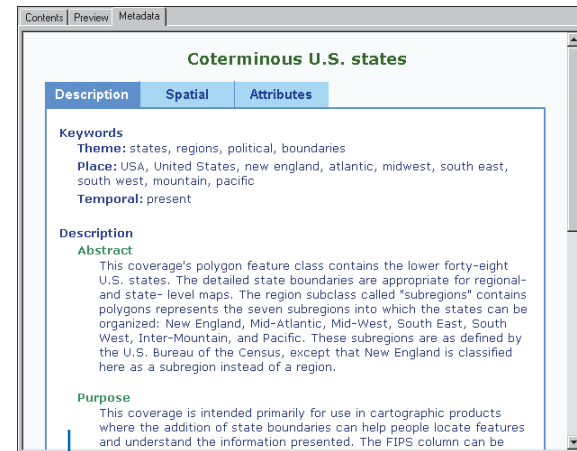 Contents Preview Metadata
Coterminous U.S. states
Description Spatial Attributes
Keywords
Theme: states, regions, political, boundaries
Place: USA, United States, new england, atlantic, midwest, south east,
south west, mountain, pacific
Temporal: present
Description
Abstract
This coverage's polygon feature class contains the lower forty-eight
U.S. states. The detailed state boundaries are appropriate for regional-
and state- level maps. The region subclass called "subregions" contains
polygons represents the seven subregions into which the states can be
organized: New England, Mid-Atlantic, Mid-West, South East, South
West, Inter-Mountain, and Pacific. These subregions are as defined by
the U.S. Bureau of the Census, except that New England is classified
here as a subregion instead of a region.
Purpose
This coverage is intended primarily for use in cartographic products
where the addition of state boundaries can help people locate features
and understand the information presented. The FIPS column can be